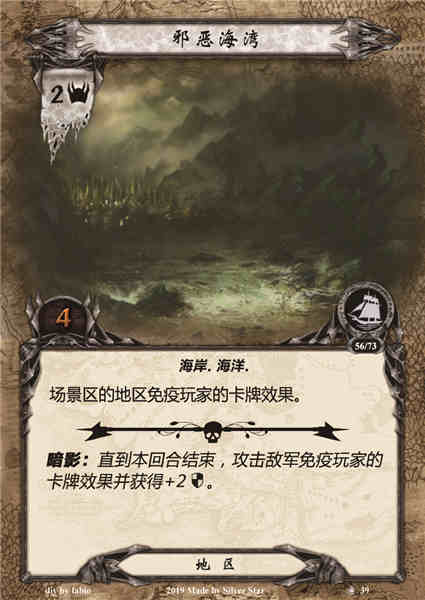 邪恶海湾
2
4
56/73
海岸. 海洋.
场景区的地区免疫玩家的卡牌效果。
暗影：直到本回合结束，攻击敌军免疫玩家的
卡牌效果并获得+2 。
地区
diy by fabio 2019 Made by Silver Star 39